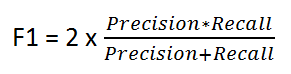 F1 = 2 x Precision*Recall / Precision+Recall